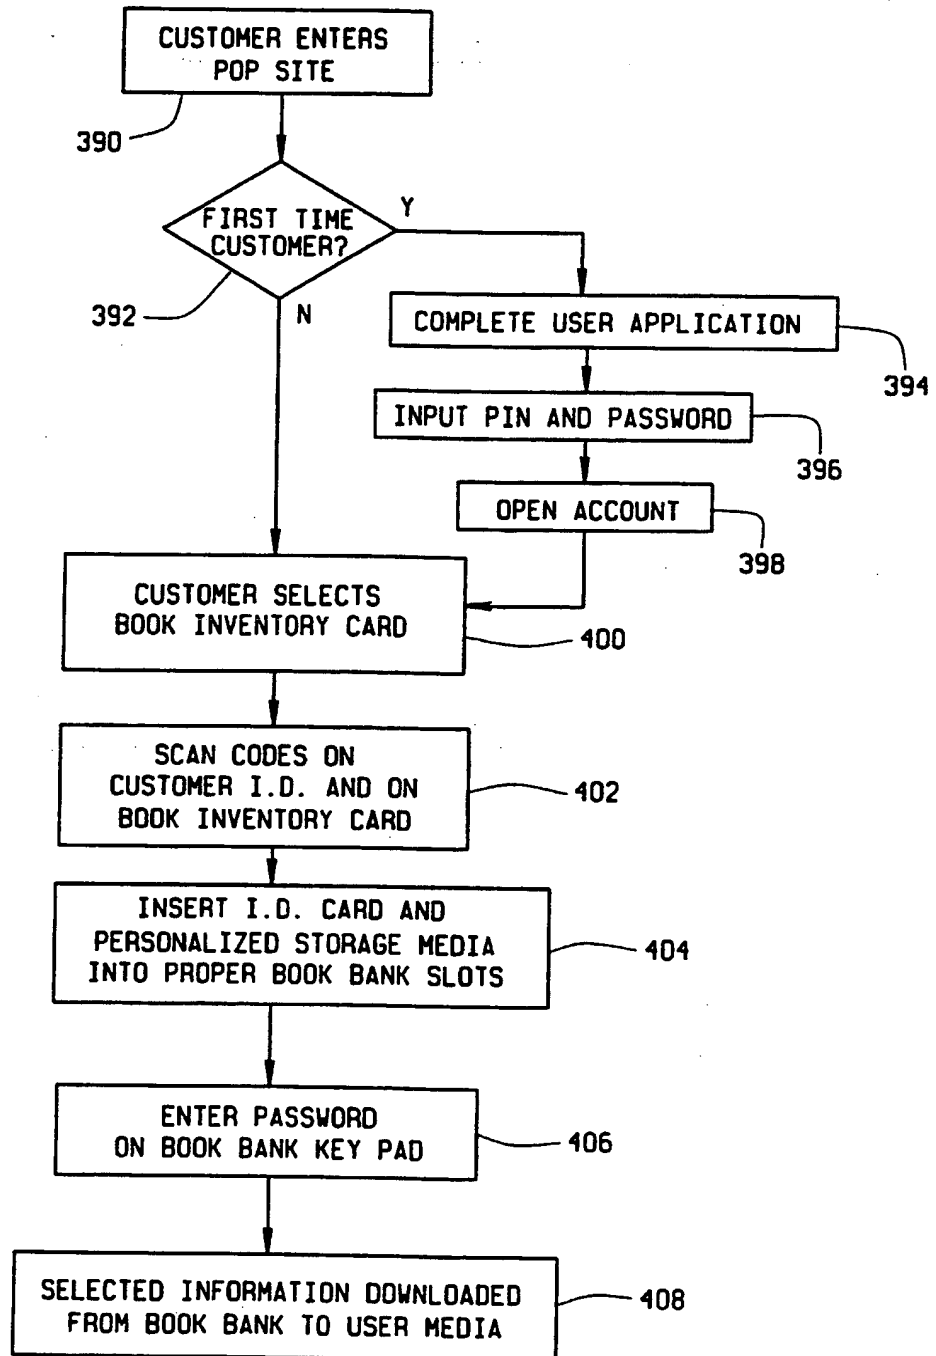 CUSTOMER ENTERS
POP SITE
390
FIRST TIME
CUSTOMER?
Y
392
N
COMPLETE USER APPLICATION
394
INPUT PIN AND PASSWORD
396
OPEN ACCOUNT
398
CUSTOMER SELECTS
BOOK INVENTORY CARD
400
SCAN CODES ON
CUSTOMER I.D. AND ON
BOOK INVENTORY CARD
402
INSERT I.D. CARD AND
PERSONALIZED STORAGE MEDIA
INTO PROPER BOOK BANK SLOTS
404
ENTER PASSWORD
ON BOOK BANK KEY PAD
406
SELECTED INFORMATION DOWNLOADED
FROM BOOK BANK TO USER MEDIA
408